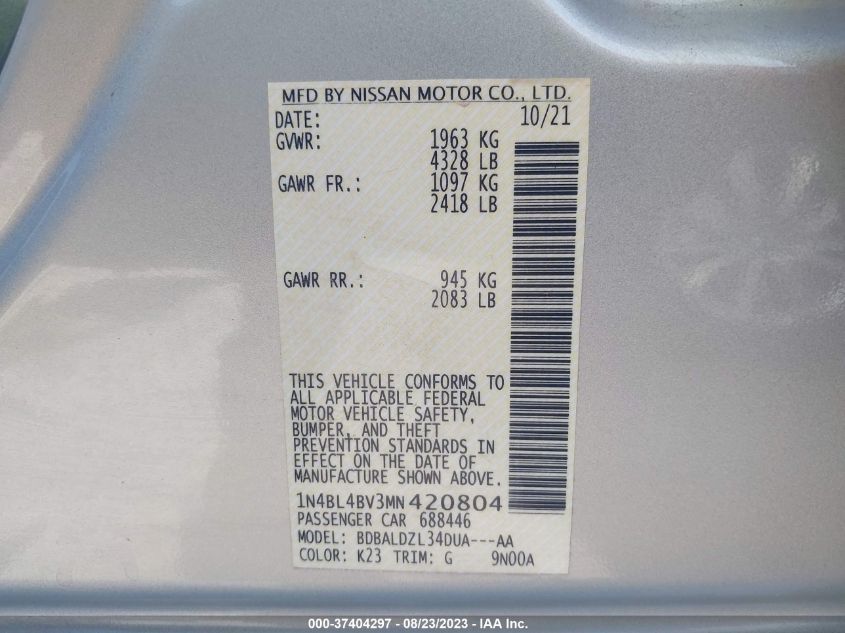 MFD BY NISSAN MOTOR CO., LTD.
DATE: 10/21
GVWR: 1963 KG
4328 LB
GAWR FR.: 1097 KG
2418 LB
GAWR RR.: 945 KG
2083 LB
THIS VEHICLE CONFORMS TO
ALL APPLICABLE FEDERAL
MOTOR VEHICLE SAFETY,
BUMPER, AND THEFT
PREVENTION STANDARDS IN
EFFECT ON THE DATE OF
MANUFACTURE SHOWN ABOVE.
1N4BL4BV3MN420804
PASSENGER CAR 688446
MODEL: BDBALDZL34DUA---AA
COLOR: K23 TRIM: G 9N00A
000-37404297 - 08/23/2023 - IAA Inc.